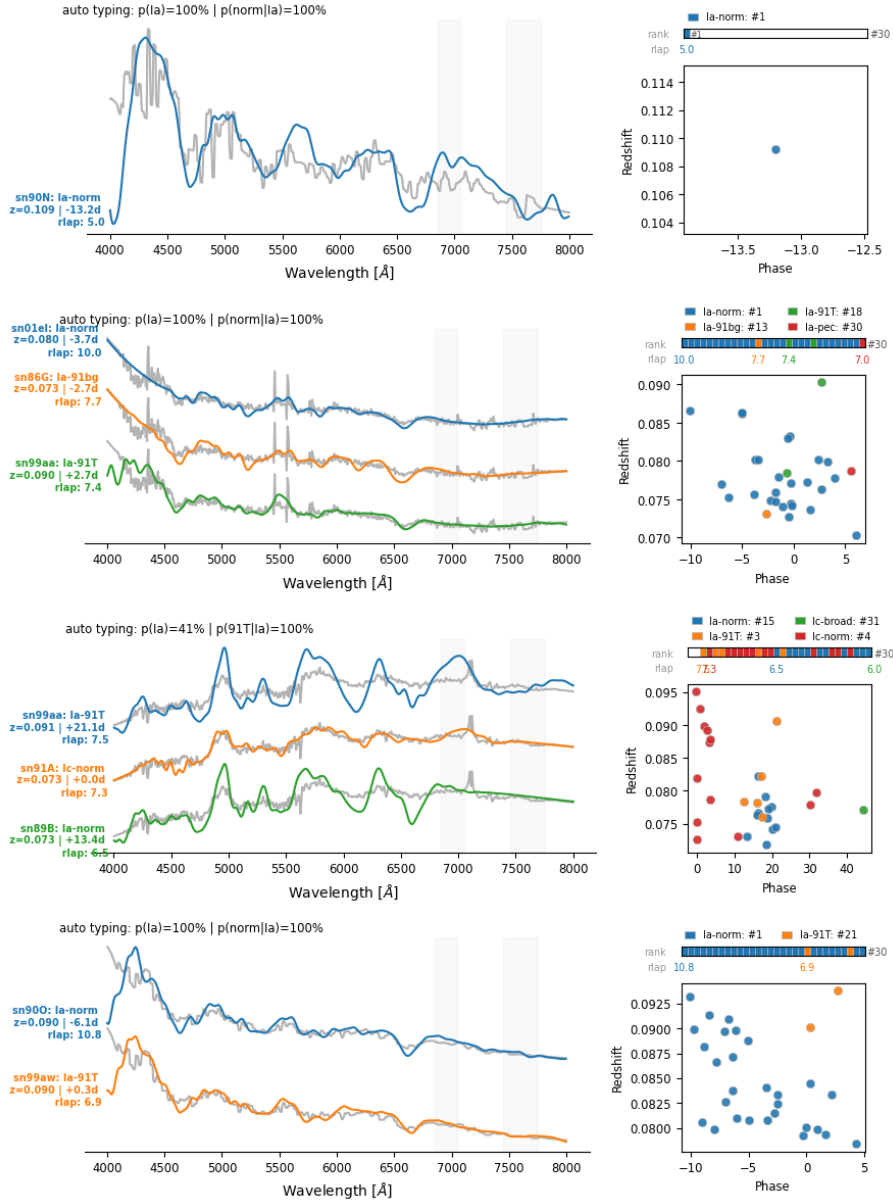 auto typing: p(Ia)=100% | p(norm|Ia)=100%
sn90N: Ia-norm
z=0.109 | -13.2d
rlap: 5.0
4000 4500 5000 5500 6000 6500 7000 7500 8000
Wavelength [Å]
Ia-norm: #1
rank #1 #30
rlap 5.0
0.114
0.112
0.110
0.108
0.106
0.104
Redshift
−13.5 −13.0 −12.5
Phase
auto typing: p(Ia)=100% | p(norm|Ia)=100%
sn01el: Ia-norm
z=0.080 | -3.7d
rlap: 10.0
sn86G: Ia-91bg
z=0.073 | -2.7d
rlap: 7.7
sn99aa: Ia-91T
z=0.090 | +2.7d
rlap: 7.4
4000 4500 5000 5500 6000 6500 7000 7500 8000
Wavelength [Å]
Ia-norm: #1 Ia-91T: #18
Ia-91bg: #13 Ia-pec: #30
rank #30
rlap 10.0 7.7 7.4 7.0
0.090
0.085
0.080
0.075
0.070
Redshift
−10 −5 0 5
Phase
auto typing: p(Ia)=41% | p(91T|Ia)=100%
sn99aa: Ia-91T
z=0.091 | +21.1d
rlap: 7.5
sn91A: Ic-norm
z=0.073 | +0.0d
rlap: 7.3
sn89B: Ia-norm
z=0.073 | +13.4d
rlap: 6.5
4000 4500 5000 5500 6000 6500 7000 7500 8000
Wavelength [Å]
Ia-norm: #15 Ic-broad: #31
Ia-91T: #3 Ic-norm: #4
rank #30
rlap 6.5 6.0
0.095
0.090
0.085
0.080
0.075
Redshift
0 10 20 30 40
Phase
auto typing: p(Ia)=100% | p(norm|Ia)=100%
sn90O: Ia-norm
z=0.090 | -6.1d
rlap: 10.8
sn99aw: Ia-91T
z=0.090 | +0.3d
rlap: 6.9
4000 4500 5000 5500 6000 6500 7000 7500 8000
Wavelength [Å]
Ia-norm: #1 Ia-91T: #21
rank #30
rlap 10.8 6.9
0.0925
0.0900
0.0875
0.0850
0.0825
0.0800
Redshift
−10 −5 0 5
Phase